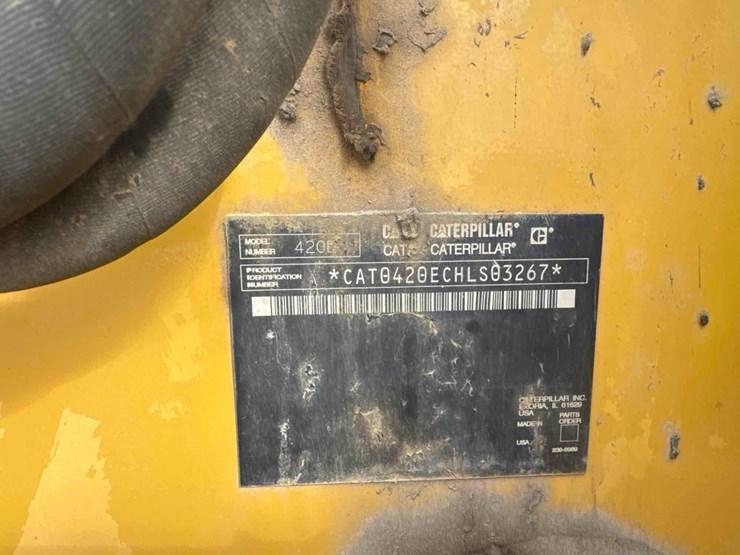 CATERPILLAR®
CAT® CATERPILLAR®
MODEL NUMBER 420E
PRODUCT IDENTIFICATION NUMBER *CAT0420ECHLS03267*
CATERPILLAR INC.
PEORIA, IL 61629
USA
PARTS ORDER
MADE IN
USA